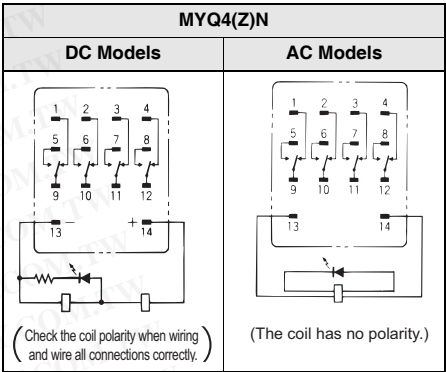 MYQ4(Z)N
DC Models
AC Models
1 2 3 4
5 6 7 8
9 10 11 12
13 − + 14
(Check the coil polarity when wiring
and wire all connections correctly.)
1 2 3 4
5 6 7 8
9 10 11 12
13 14
(The coil has no polarity.)
COM.TW